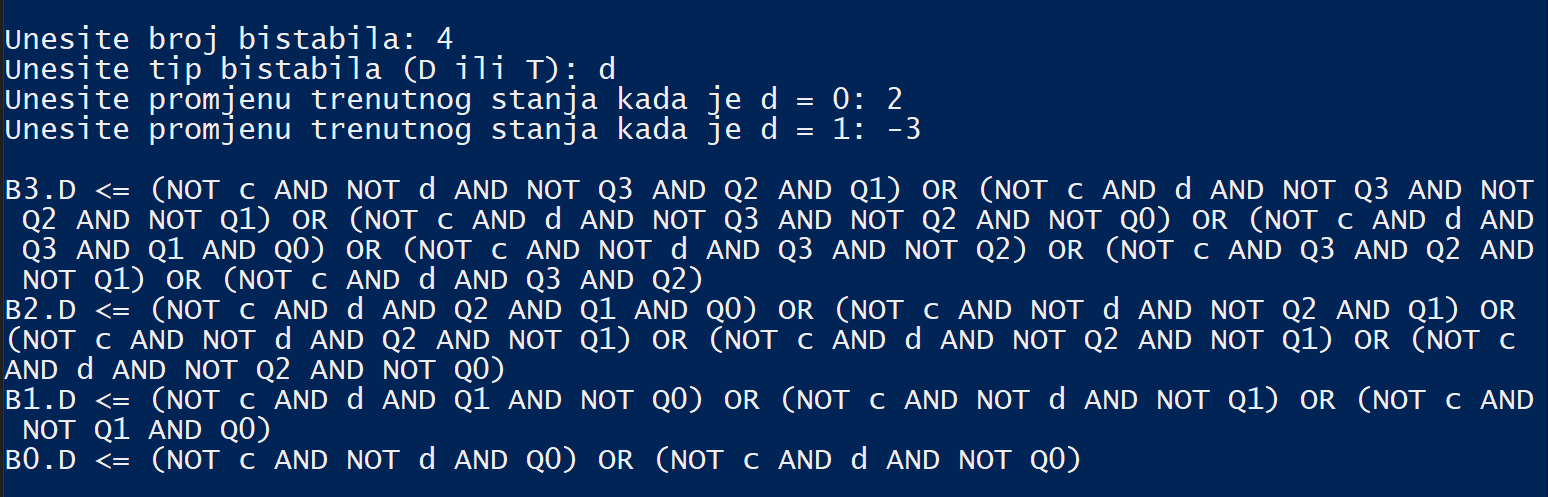 Unesite broj bistabila: 4
Unesite tip bistabila (D ili T): d
Unesite promjenu trenutnog stanja kada je d = 0: 2
Unesite promjenu trenutnog stanja kada je d = 1: -3
B3.D <= (NOT c AND NOT d AND NOT Q3 AND Q2 AND Q1) OR (NOT c AND d AND NOT Q3 AND NOT
Q2 AND NOT Q1) OR (NOT c AND d AND NOT Q3 AND NOT Q2 AND NOT Q0) OR (NOT c AND d AND
Q3 AND Q1 AND Q0) OR (NOT c AND NOT d AND Q3 AND NOT Q2) OR (NOT c AND Q3 AND Q2 AND
NOT Q1) OR (NOT c AND d AND Q3 AND Q2)
B2.D <= (NOT c AND d AND Q2 AND Q1 AND Q0) OR (NOT c AND NOT d AND NOT Q2 AND Q1) OR
(NOT c AND NOT d AND Q2 AND NOT Q1) OR (NOT c AND d AND NOT Q2 AND NOT Q1) OR (NOT c
AND d AND NOT Q2 AND NOT Q0)
B1.D <= (NOT c AND d AND Q1 AND NOT Q0) OR (NOT c AND NOT d AND NOT Q1) OR (NOT c AND
NOT Q1 AND Q0)
B0.D <= (NOT c AND NOT d AND Q0) OR (NOT c AND d AND NOT Q0)